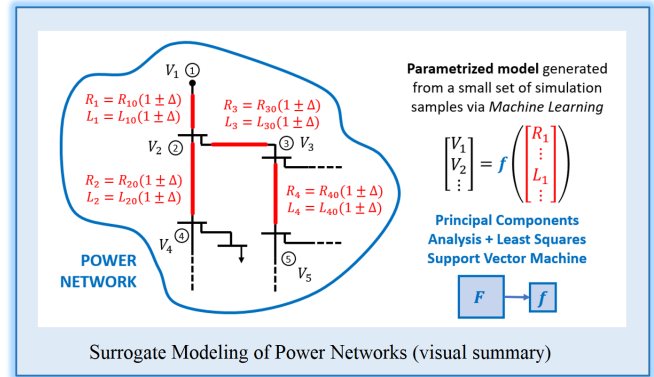 V₁ ①
R₁ = R₁₀(1 ± Δ)
L₁ = L₁₀(1 ± Δ)
R₃ = R₃₀(1 ± Δ)
L₃ = L₃₀(1 ± Δ)
V₂ ②
③ V₃
R₂ = R₂₀(1 ± Δ)
L₂ = L₂₀(1 ± Δ)
R₄ = R₄₀(1 ± Δ)
L₄ = L₄₀(1 ± Δ)
V₄ ④
⑤ V₅
POWER
NETWORK
Parametrized model generated
from a small set of simulation
samples via Machine Learning
[V₁ V₂ ⋮] = f([R₁ ⋮ L₁ ⋮])
Principal Components
Analysis + Least Squares
Support Vector Machine
F f
Surrogate Modeling of Power Networks (visual summary)